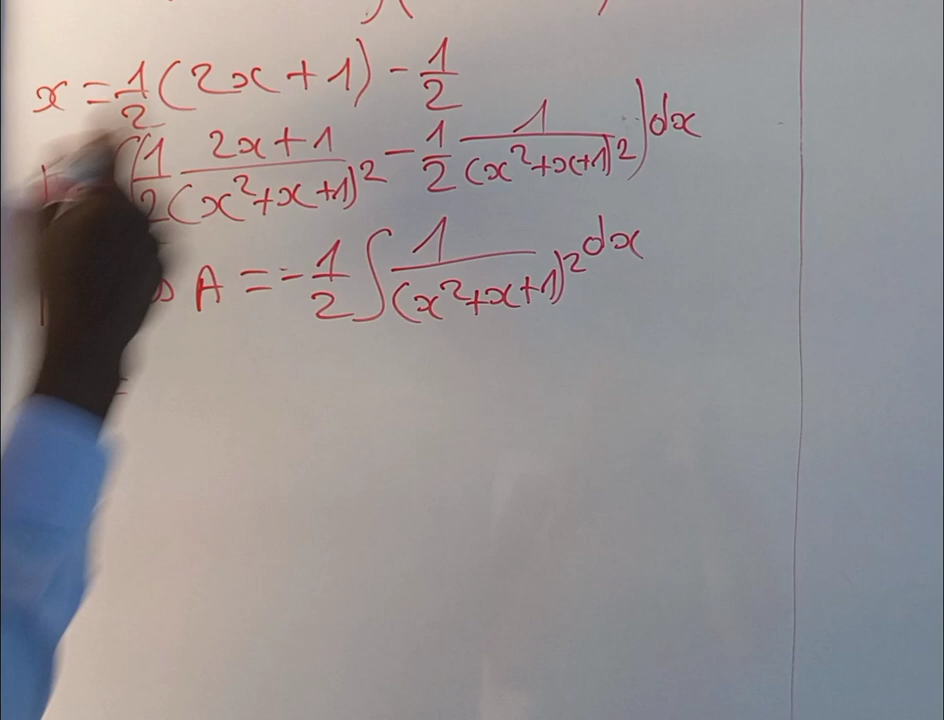 x = 1/2 (2x + 1) - 1/2
(1/2 (2x + 1)/(x²+x+1)² - 1/2 1/(x²+x+1)²) dx
A = -1/2 ∫ 1/(x²+x+1)² dx